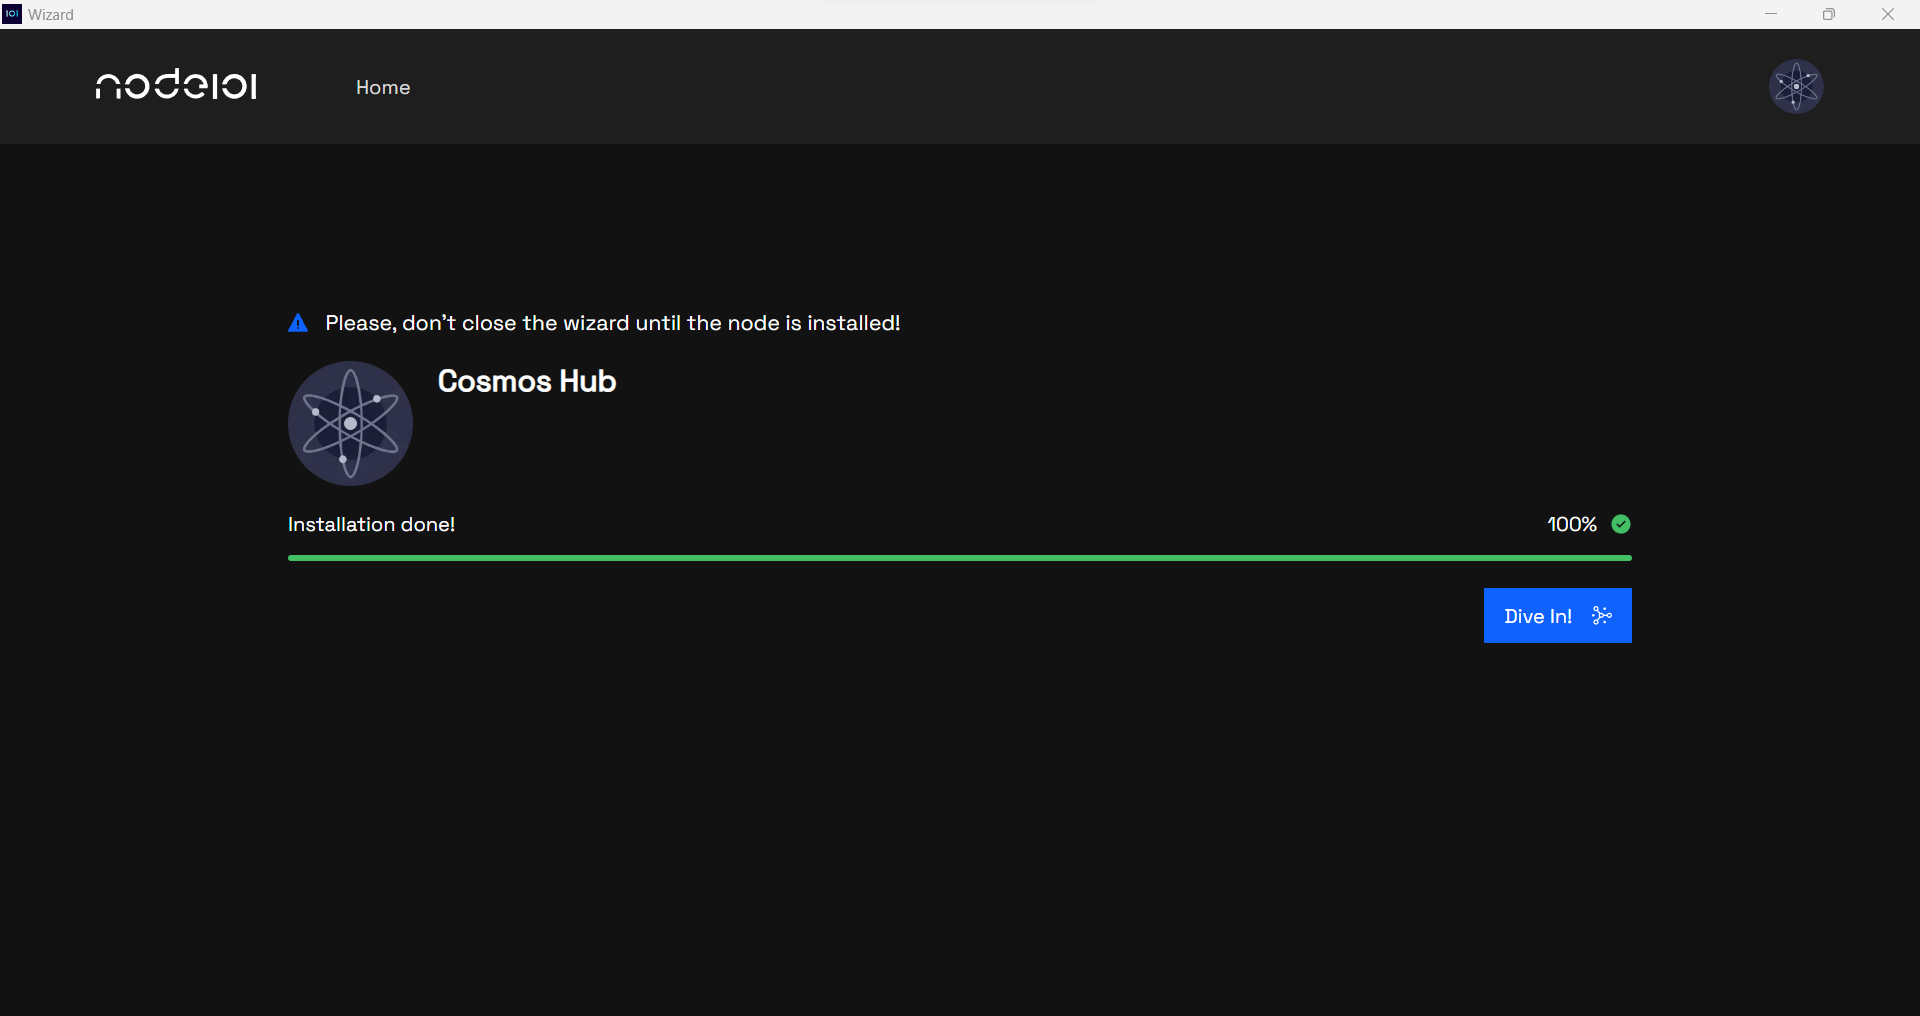 101 Wizard
node101
Home
Please, don't close the wizard until the node is installed!
Cosmos Hub
Installation done!
100%
Dive In!